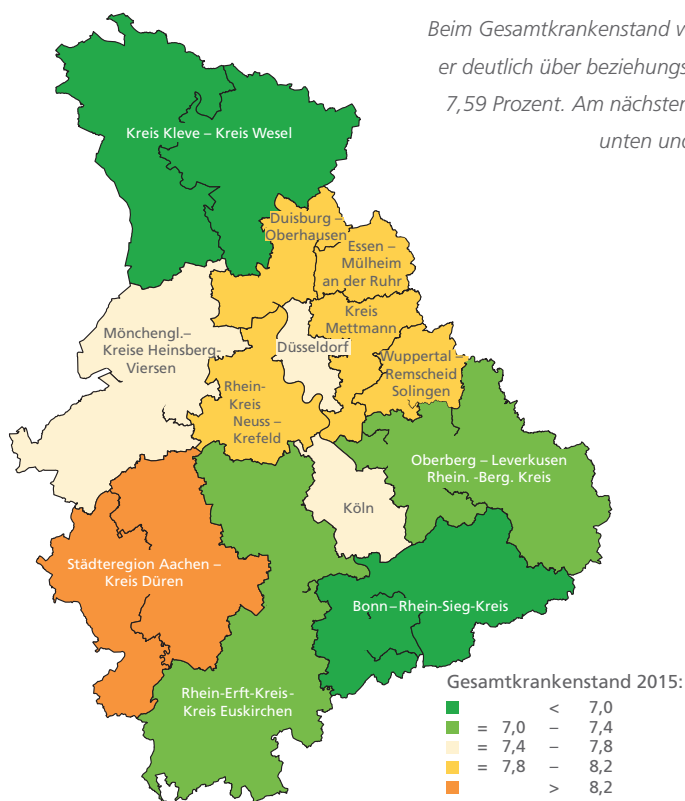 Beim Gesamtkrankenstand v
er deutlich über beziehungs
7,59 Prozent. Am nächster
unten und
Kreis Kleve – Kreis Wesel
Duisburg –
Oberhausen
Essen –
Mülheim
an der Ruhr
Kreis
Mettmann
Mönchengl.–
Kreise Heinsberg-
Viersen
Düsseldorf
Wuppertal –
Remscheid
Solingen
Rhein-
Kreis
Neuss –
Krefeld
Oberberg – Leverkusen
Rhein. -Berg. Kreis
Köln
Städteregion Aachen –
Kreis Düren
Bonn–Rhein-Sieg-Kreis
Rhein-Erft-Kreis-
Kreis Euskirchen
Gesamtkrankenstand 2015:
< 7,0
= 7,0 – 7,4
= 7,4 – 7,8
= 7,8 – 8,2
> 8,2